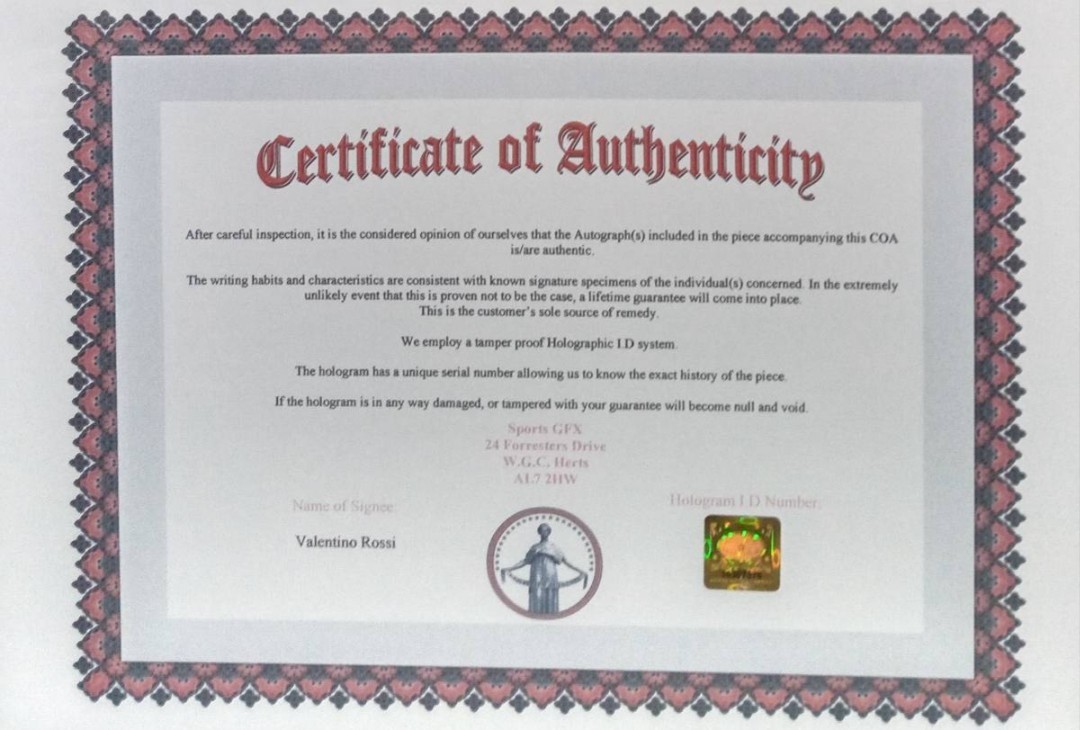 Certificate of Authenticity
After careful inspection, it is the considered opinion of ourselves that the Autograph(s) included in the piece accompanying this COA
is/are authentic.
The writing habits and characteristics are consistent with known signature specimens of the individual(s) concerned. In the extremely
unlikely event that this is proven not to be the case, a lifetime guarantee will come into place.
This is the customer's sole source of remedy.
We employ a tamper proof Holographic I.D system.
The hologram has a unique serial number allowing us to know the exact history of the piece.
If the hologram is in any way damaged, or tampered with your guarantee will become null and void.
Sports GFX
24 Forresters Drive
W.G.C, Herts
AL7 2HW
Name of Signee:
Hologram I D Number:
Valentino Rossi